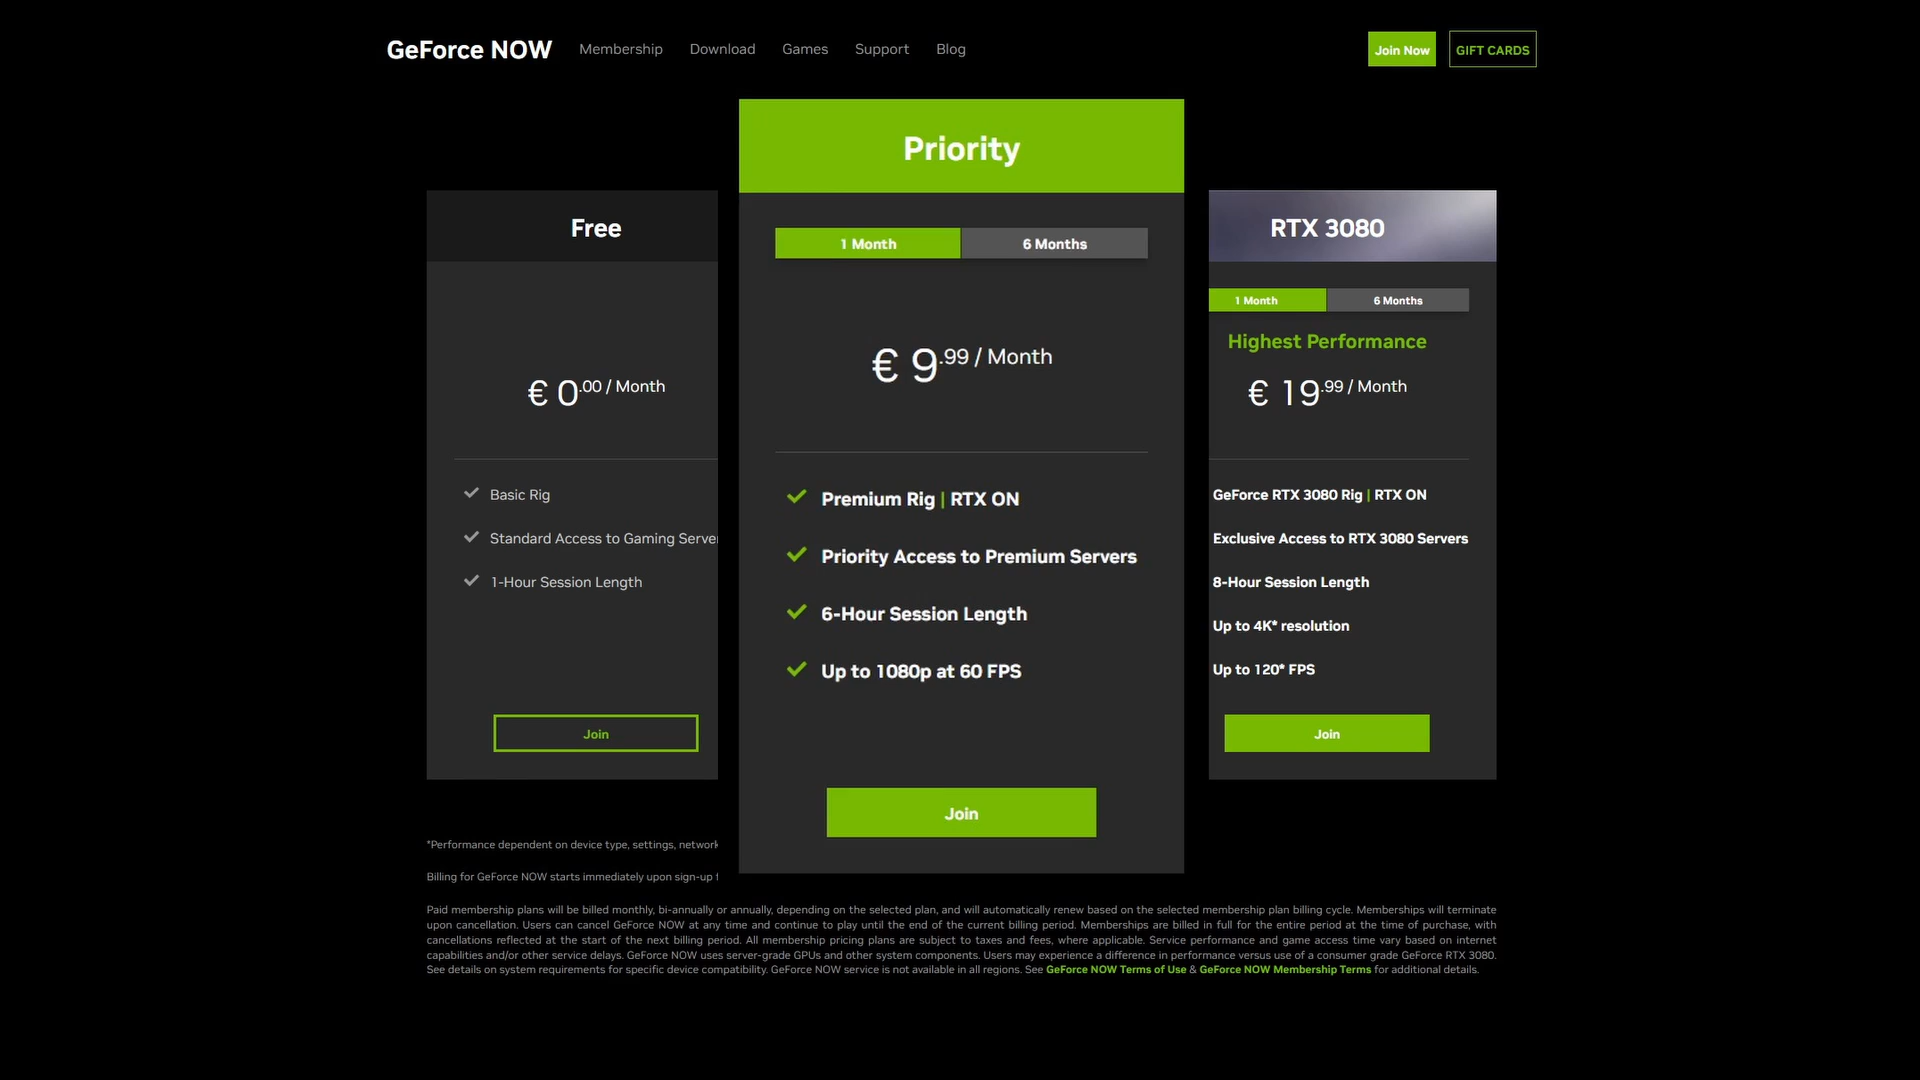 GeForce NOW
Membership
Download
Games
Support
Blog
Join Now
GIFT CARDS
Free
€ 0.00 / Month
Basic Rig
Standard Access to Gaming
1-Hour Session Length
Join
Priority
1 Month
6 Months
€ 9.99 / Month
Premium Rig | RTX ON
Priority Access to Premium Servers
6-Hour Session Length
Up to 1080p at 60 FPS
Join
RTX 3080
1 Month
6 Months
Highest Performance
€ 19.99 / Month
GeForce RTX 3080 Rig | RTX ON
Exclusive Access to RTX 3080 Servers
8-Hour Session Length
Up to 4K* resolution
Up to 120* FPS
Join
*Performance dependent on device type, settings, network
Billing for GeForce NOW starts immediately upon sign-up
Paid membership plans will be billed monthly, bi-annually or annually, depending on the selected plan, and will automatically renew based on the selected membership plan billing cycle. Memberships will terminate
upon cancellation. Users can cancel GeForce NOW at any time and continue to play until the end of the current billing period. Memberships are billed in full for the entire period at the time of purchase, with
cancellations reflected at the start of the next billing period. All membership pricing plans are subject to taxes and fees, where applicable. Service performance and game access time vary based on internet
capabilities and/or other service delays. GeForce NOW uses server-grade GPUs and other system components. Users may experience a difference in performance versus use of a consumer grade GeForce RTX 3080.
See details on system requirements for specific device compatibility. GeForce NOW service is not available in all regions. See GeForce NOW Terms of Use & GeForce NOW Membership Terms for additional details.